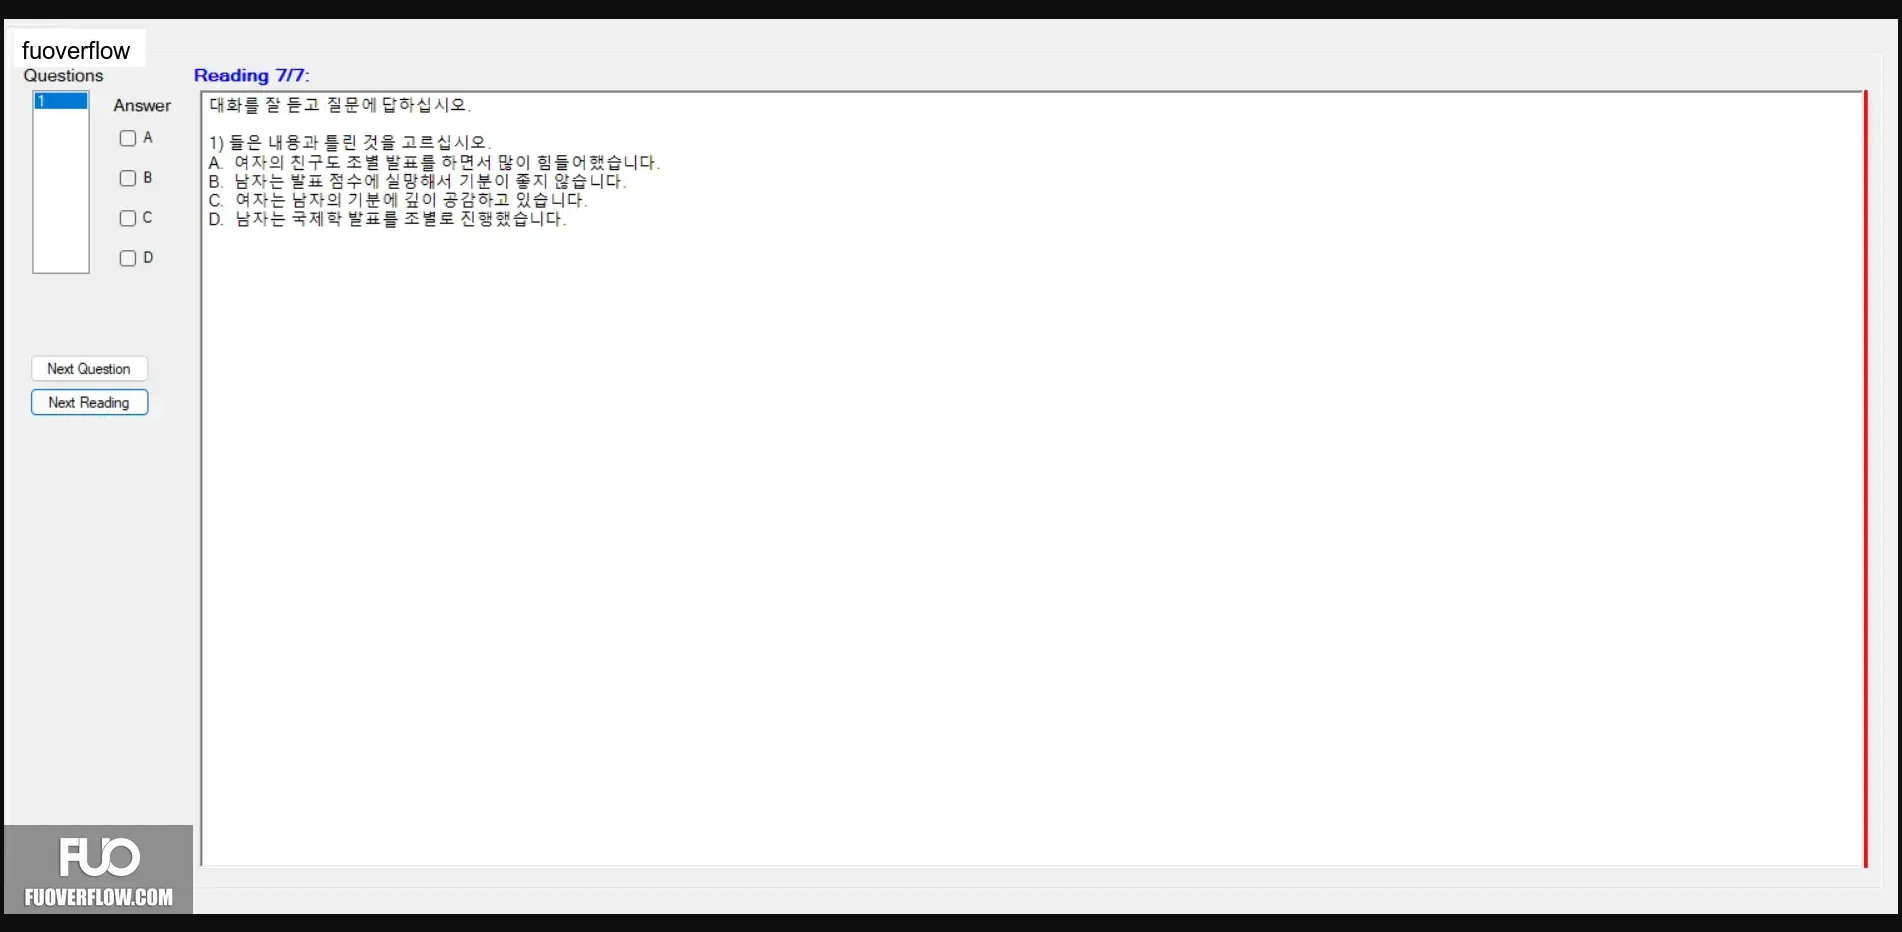 fuoverflow
Questions
Reading 7/7:
1
Answer
A
B
C
D
대화를 잘 듣고 질문에 답하십시오.
1) 들은 내용과 틀린 것을 고르십시오.
A. 여자의 친구도 조별 발표를 하면서 많이 힘들어했습니다.
B. 남자는 발표 점수에 실망해서 기분이 좋지 않습니다.
C. 여자는 남자의 기분에 깊이 공감하고 있습니다.
D. 남자는 국제학 발표를 조별로 진행했습니다.
Next Question
Next Reading
FUO
FUOVERFLOW.COM